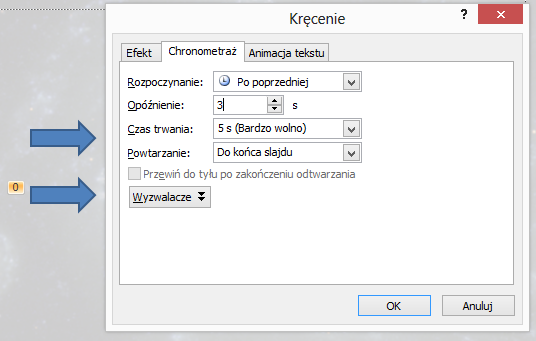 Kręcenie
?
Efekt Chronometraż Animacja tekstu
Rozpoczynanie: Po poprzedniej
Opóźnienie: 3 s
Czas trwania: 5 s (Bardzo wolno)
Powtarzanie: Do końca slajdu
Przewiń do tyłu po zakończeniu odtwarzania
0
Wyzwalacze
OK Anuluj